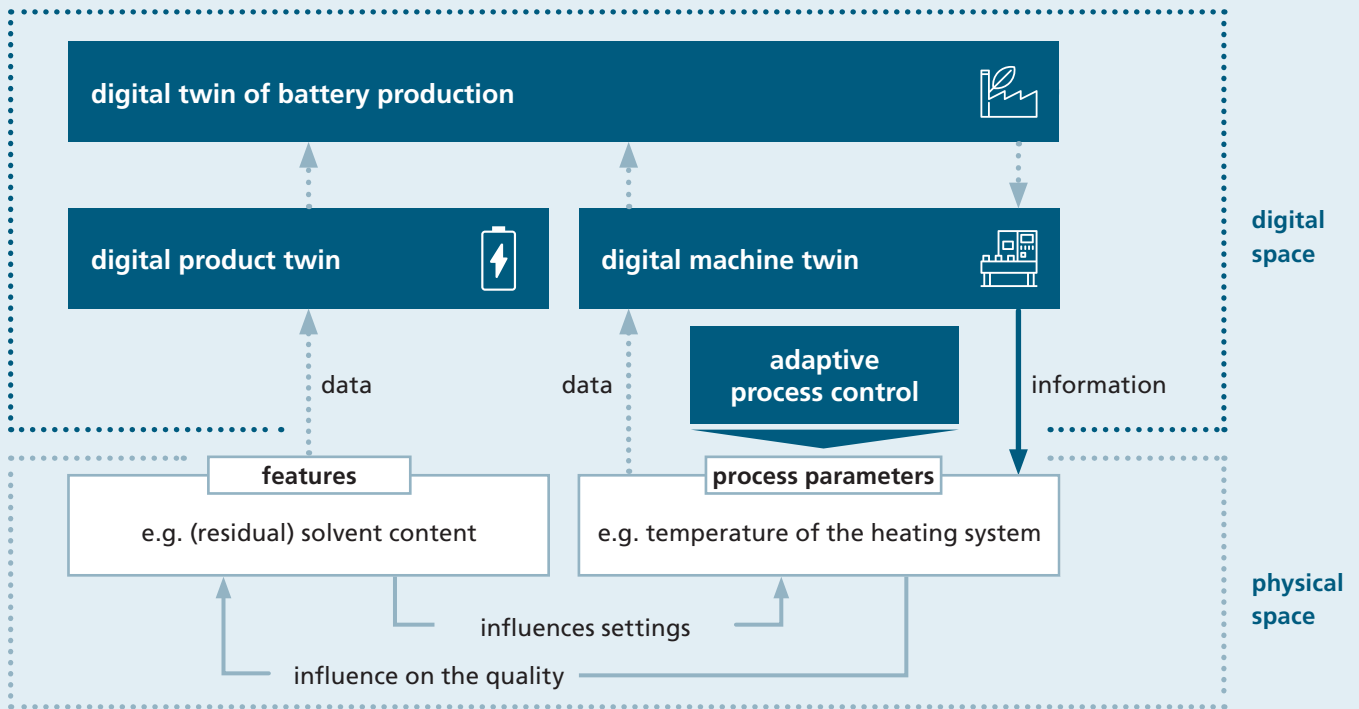 digital twin of battery production
digital product twin
digital machine twin
digital
space
data
data
adaptive
process control
information
features
process parameters
e.g. (residual) solvent content
e.g. temperature of the heating system
physical
space
influences settings
influence on the quality